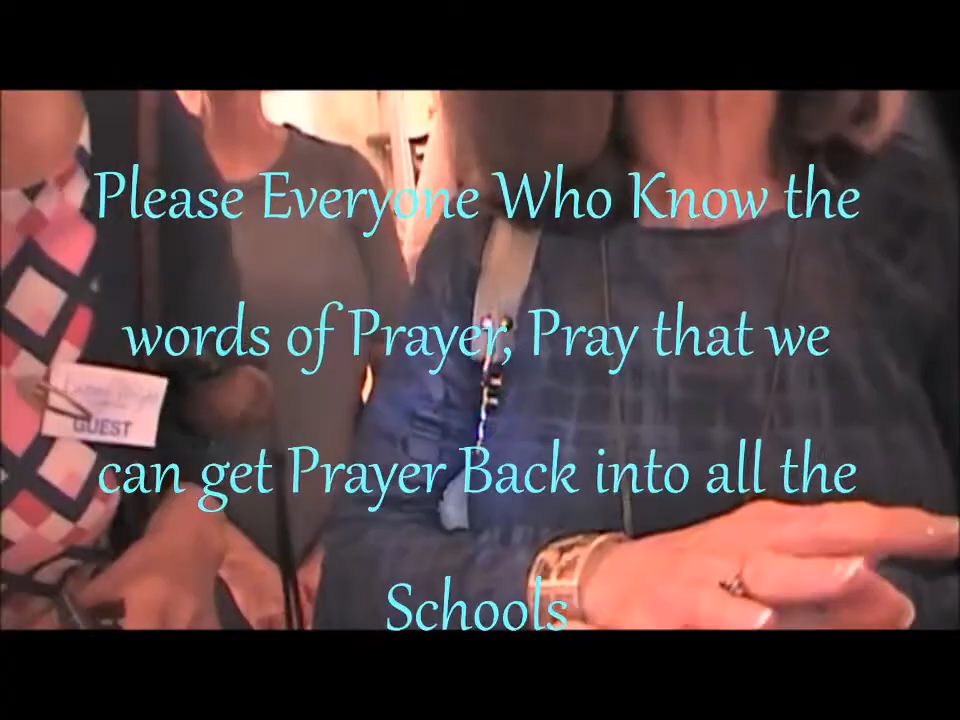 Please Everyone Who Know the
words of Prayer, Pray that we
GUEST
can get Prayer Back into all the
Schools